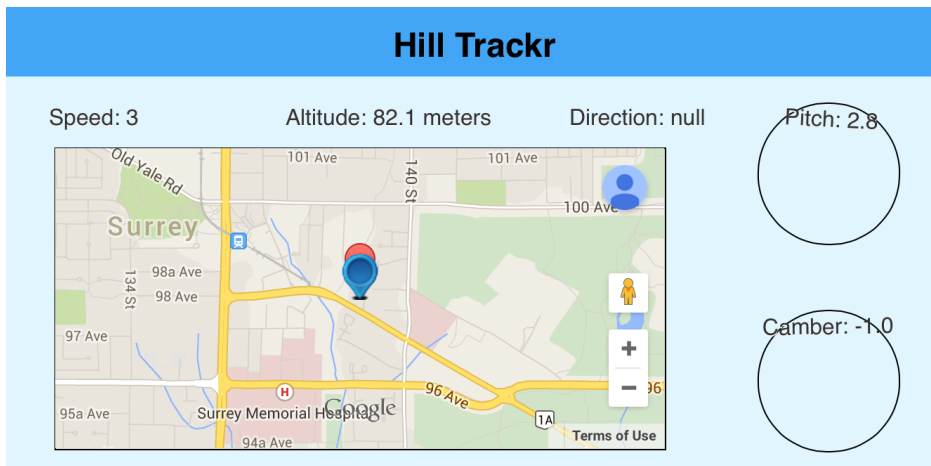 Hill Trackr
Speed: 3
Altitude: 82.1 meters
Direction: null
Pitch: 2.8
101 Ave
101 Ave
Old Yale Rd
140 St
100 Ave
Surrey
98a Ave
134 St
98 Ave
Camber: -1.0
97 Ave
H
96 Ave
96
95a Ave
Surrey Memorial Hospital
Google
1A
94a Ave
Terms of Use